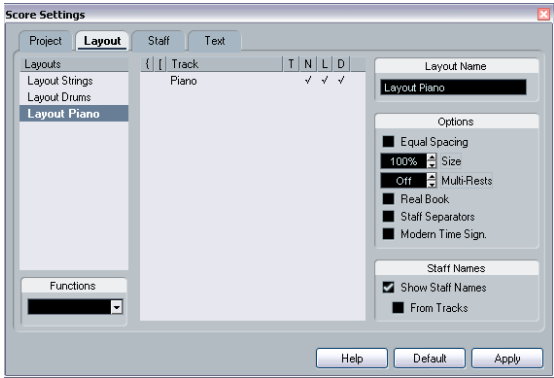 Score Settings
Project Layout Staff Text
Layouts
Layout Strings
Layout Drums
Layout Piano
Functions
{ [ Track T N L D
Piano ✓ ✓ ✓
Layout Name
Layout Piano
Options
Equal Spacing
100% Size
Off Multi-Rests
Real Book
Staff Separators
Modern Time Sign.
Staff Names
Show Staff Names
From Tracks
Help Default Apply